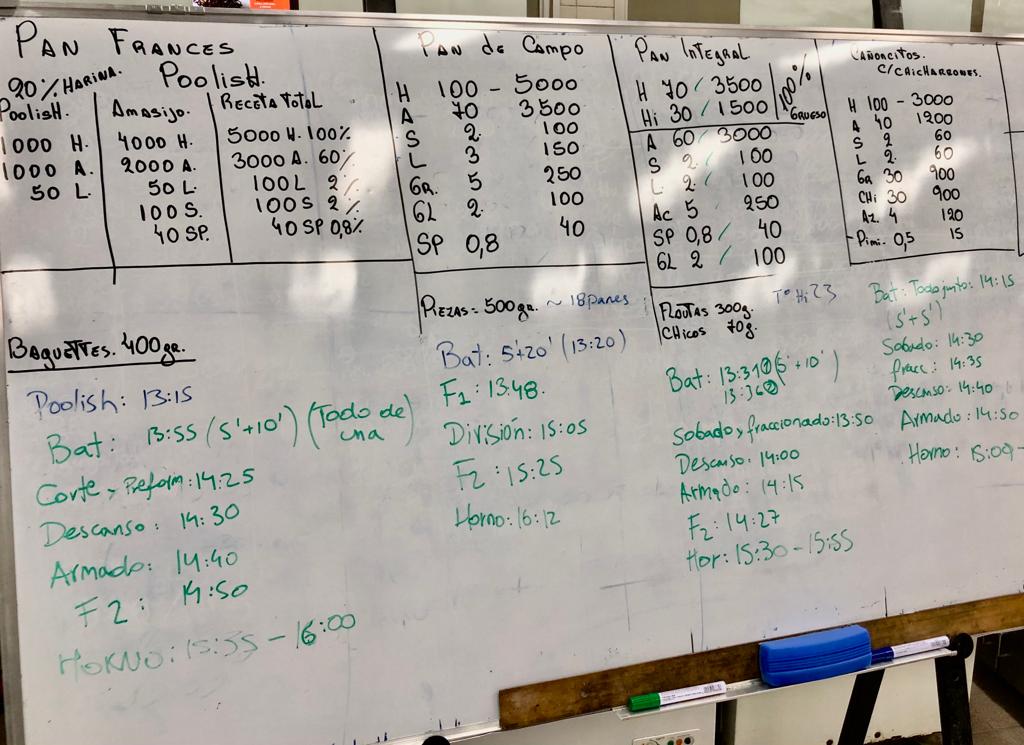 PAN FRANCES
20% HARINA. POOLISH.
POOLISH. AMASIJO. RECETA TOTAL
1000 H. 4000 H. 5000 H. 100%
1000 A. 2000 A. 3000 A. 60%
50 L. 50 L. 100 L 2%
100 S. 100 S 2%
40 SP. 40 SP 0,8%
BAGUETTES. 400gr.
Poolish: 13:15
Bat: 13:55 (5'+10') (Todo de una)
Corte y Preform: 14:25
Descanso: 14:30
Armado: 14:40
F2: 14:50
HORNO: 15:35 - 16:00
PAN de CAMPO
H 100 - 5000
A 70 3500
S 2. 100
L 3 150
GR. 5 250
GL 2. 100
SP 0,8 40
PIEZAS = 500gr. ~ 18 panes
Bat: 5'+20' (13:20)
F1: 13:48.
División: 15:05
F2: 15:25
Horno: 16:12
PAN INTEGRAL
H 70 / 3500
Hi 30 / 1500
100% GRUESO
A 60 / 3000
S 2 / 100
L 2 / 100
Ac 5 250
SP 0,8 / 40
GL 2 / 100
FLAUTAS 300g. T° Hi 23
CHICOS 70g.
Bat: 13:31 ① (5'+10')
13:36 ②
Sobado y fraccionado: 13:50
Descanso: 14:00
Armado: 14:15
F2: 14:27
Hor: 15:30 - 15:55
CAÑONCITOS.
C/CHICHARRONES.
H 100 - 3000
A 40 1200
S 2 60
L 2. 60
GR 30 900
CHi 30 900
AZ. 4 120
- Pimi. 0,5 15
Bat: Todo junto: 14:15
(5'+5')
Sobado: 14:30
fracc: 14:35
Descanso: 14:40
Armado: 14:50
Horno: 15:09 -